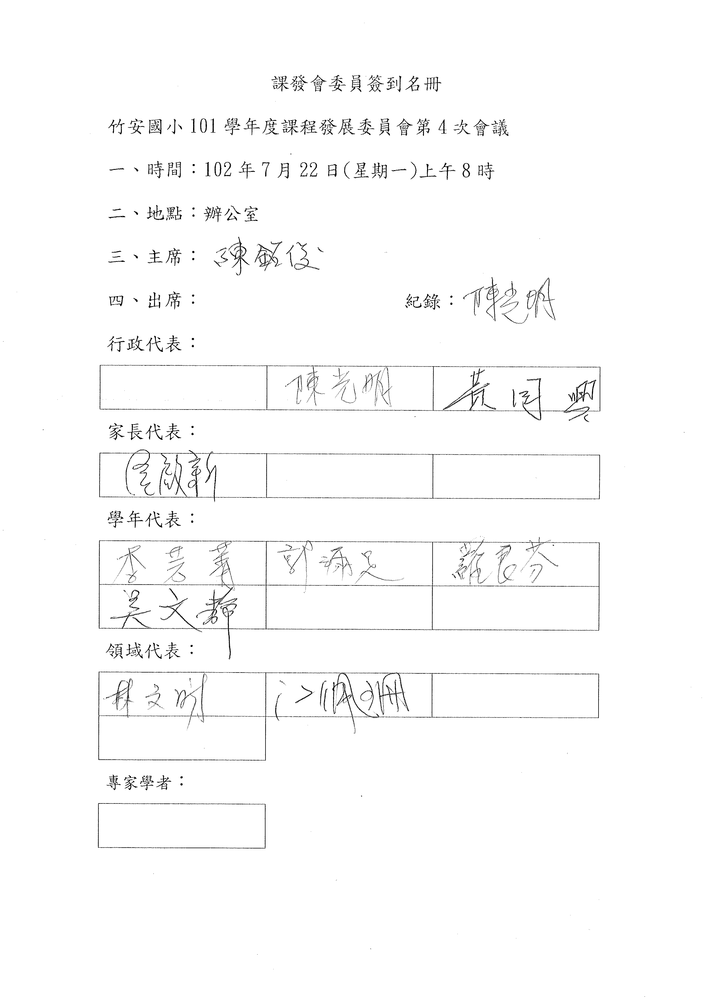 課發會委員簽到名冊
竹安國小 101 學年度課程發展委員會第 4 次會議
一、時間：102 年 7 月 22 日(星期一)上午 8 時
二、地點：辦公室
三、主席：陳鉐俊
四、出席： 紀錄：陳光明
行政代表：
陳光明 黃同興
家長代表：
新
學年代表：
李芳菁 郭滿足 羅良芬
吳文靜
領域代表：
林文明 江佩珊
專家學者：